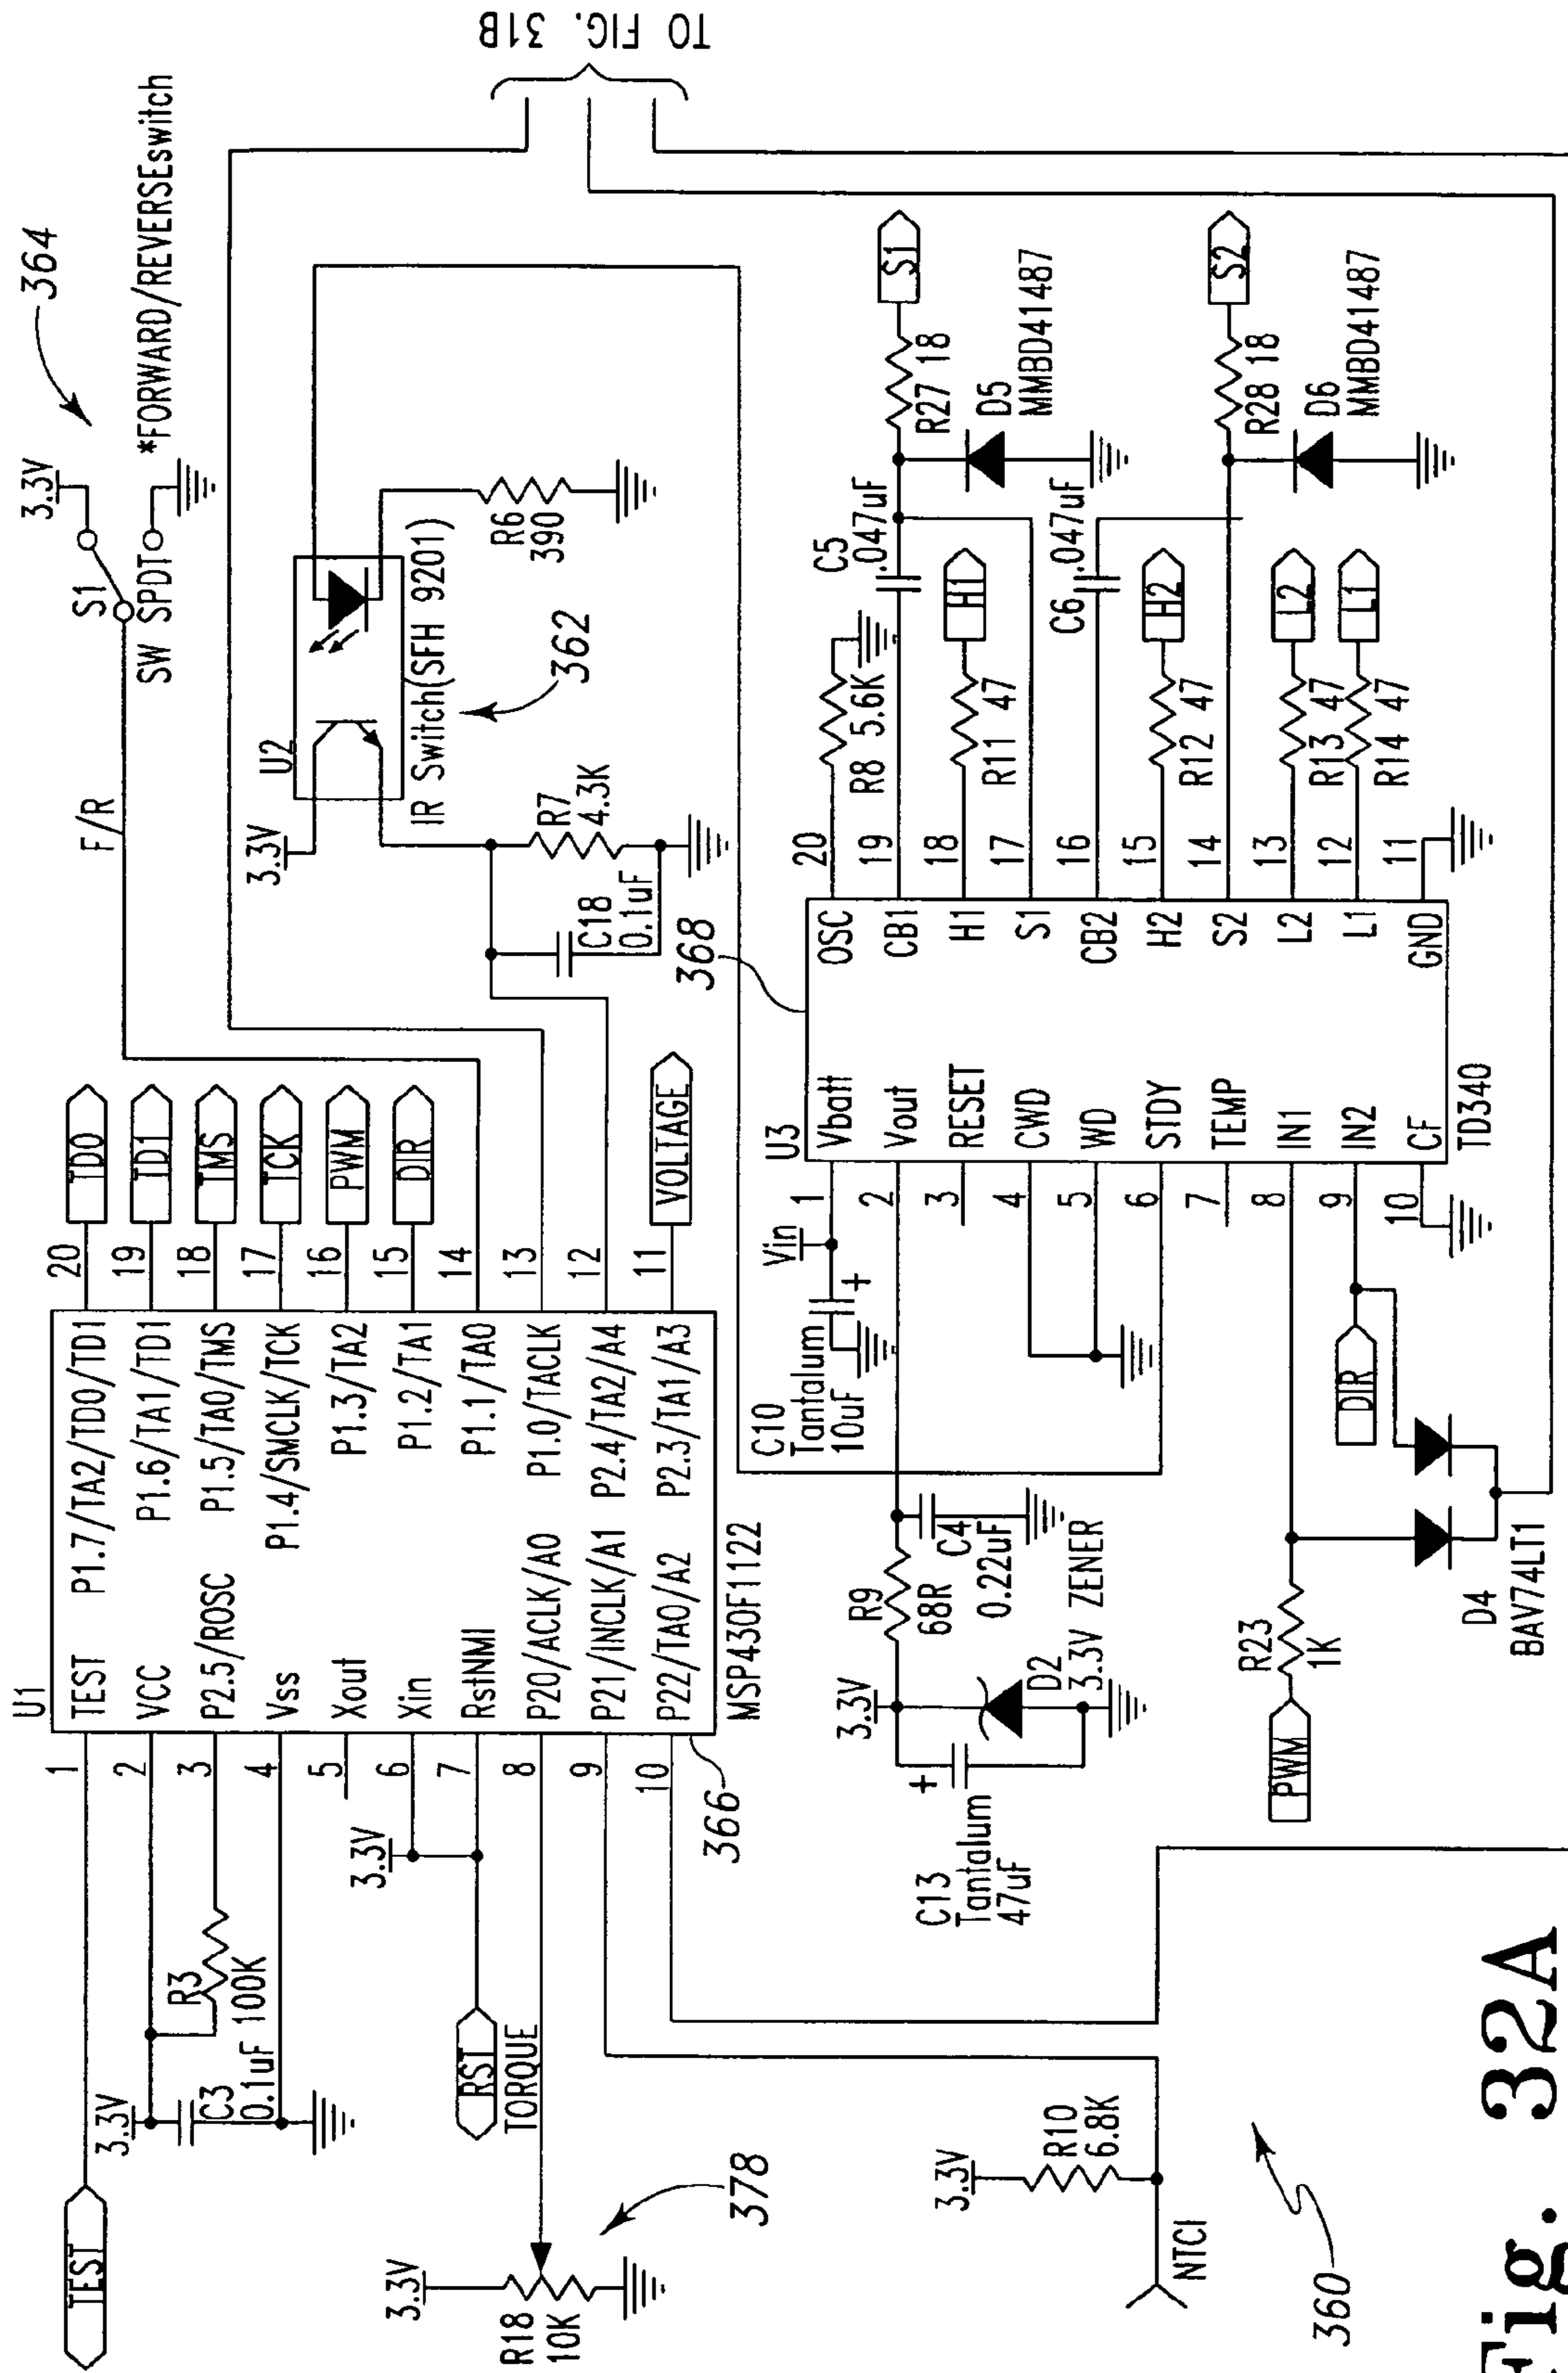 TEST
3.3V
C3
0.1uF
R3
100K
1
2
3
4
5
6
7
8
9
10
U1
TEST
VCC
P2.5/ROSC
Vss
Xout
Xin
RstNMI
P20/ACLK/A0
P21/INCLK/A1
P22/TA0/A2
P1.7/TA2/TD0/TD1
P1.6/TA1/TD1
P1.5/TA0/TMS
P1.4/SMCLK/TCK
P1.3/TA2
P1.2/TA1
P1.1/TA0
P1.0/TACLK
P2.4/TA2/A4
P2.3/TA1/A3
MSP430F1122
366
20
19
18
17
16
15
14
13
12
11
TD0
TD1
TMS
TCK
PWM
DIR
VOLTAGE
F/R
S1
SW SPDT
3.3V
364
*FORWARD/REVERSEswitch
TO FIG. 31B
3.3V
RST
TORQUE
3.3V
R18
10K
378
3.3V
U2
IR Switch(SFH 9201)
362
R6
390
R7
4.3K
C18
0.1uF
368
3.3V
R10
6.8K
NTCI
360
C13
Tantalum
47uF
3.3V
D2
3.3V ZENER
R9
68R
C4
0.22uF
C10
Tantalum
10uF
Vin
1
2
3
4
5
6
7
8
9
10
U3
Vbatt
Vout
RESET
CWD
WD
STDY
TEMP
IN1
IN2
CF
OSC
CB1
H1
S1
CB2
H2
S2
L2
L1
GND
TD340
20
19
18
17
16
15
14
13
12
11
R8 5.6K
C5
.047uF
H1
R11 47
C6
.047uF
H2
R12 47
L2
R13 47
L1
R14 47
S1
R27 18
D5
MMBD41487
S2
R28 18
D6
MMBD41487
PWM
R23
1K
DIR
D4
BAV74LT1
Fig. 32A